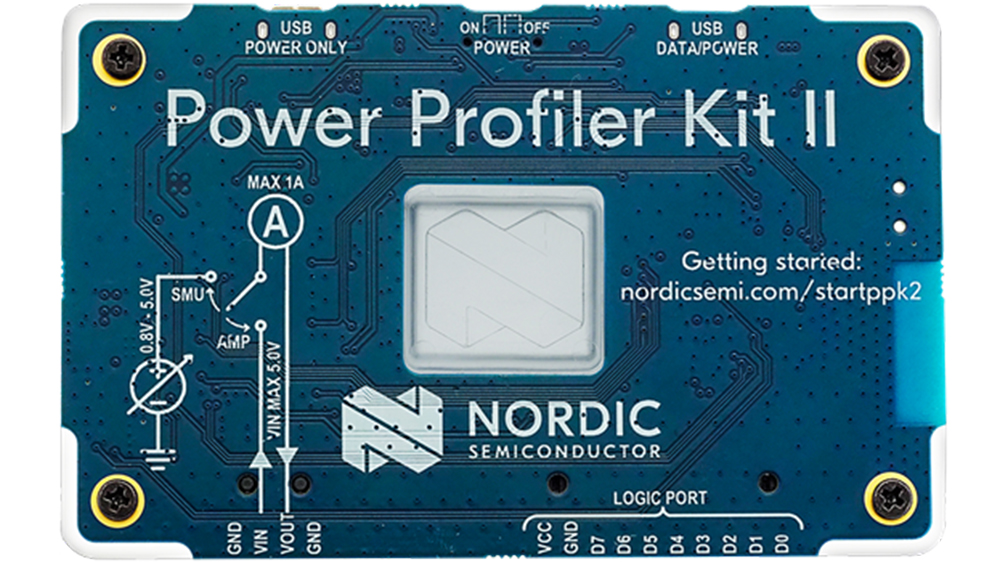 USB
POWER ONLY
ON OFF
POWER
USB
DATA/POWER
Power Profiler Kit II
MAX 1A
A
Getting started:
nordicsemi.com/startppk2
0.8V - 5.0V
SMU
AMP
VIN MAX 5.0V
NORDIC
SEMICONDUCTOR
LOGIC PORT
GND
VIN
VOUT
GND
VCC
GND
D7
D6
D5
D4
D3
D2
D1
D0